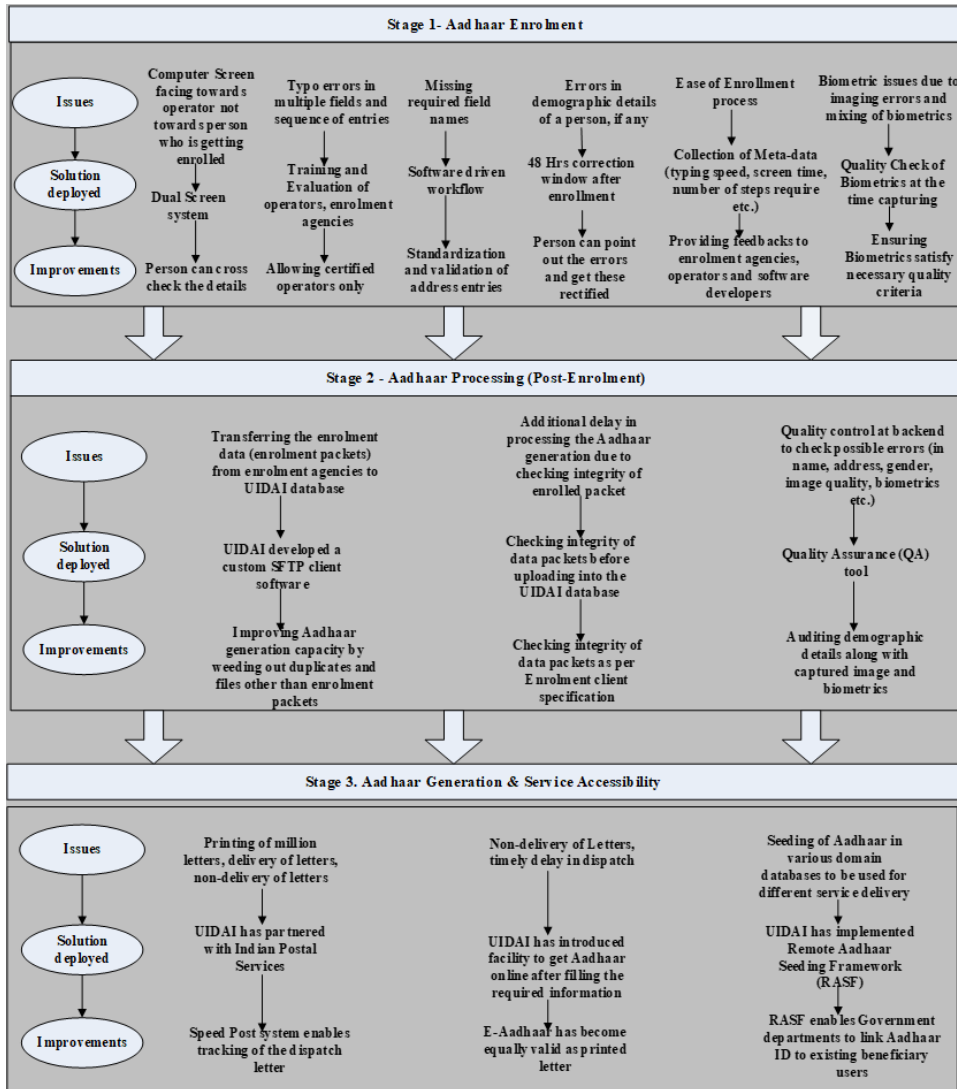 Stage 1- Aadhaar Enrolment
Issues
Solution
deployed
Improvements
Computer Screen
facing towards
operator not
towards person
who is getting
enrolled
Dual Screen
system
Person can cross
check the details
Typo errors in
multiple fields and
sequence of entries
Training and
Evaluation of
operators, enrolment
agencies
Allowing certified
operators only
Missing
required field
names
Software driven
workflow
Standardization
and validation of
address entries
Errors in
demographic details
of a person, if any
48 Hrs correction
window after
enrollment
Person can point
out the errors
and get these
rectified
Ease of Enrollment
process
Collection of Meta-data
(typing speed, screen time,
number of steps require
etc.)
Providing feedbacks to
enrolment agencies,
operators and software
developers
Biometric issues due to
imaging errors and
mixing of biometrics
Quality Check of
Biometrics at the
time capturing
Ensuring
Biometrics satisfy
necessary quality
criteria
Stage 2 - Aadhaar Processing (Post-Enrolment)
Issues
Solution
deployed
Improvements
Transferring the enrolment
data (enrolment packets)
from enrolment agencies to
UIDAI database
UIDAI developed a
custom SFTP client
software
Improving Aadhaar
generation capacity by
weeding out duplicates and
files other than enrolment
packets
Additional delay in
processing the Aadhaar
generation due to
checking integrity of
enrolled packet
Checking integrity of
data packets before
uploading into the
UIDAI database
Checking integrity of
data packets as per
Enrolment client
specification
Quality control at backend
to check possible errors (in
name, address, gender,
image quality, biometrics
etc.)
Quality Assurance (QA)
tool
Auditing demographic
details along with
captured image and
biometrics
Stage 3. Aadhaar Generation & Service Accessibility
Issues
Solution
deployed
Improvements
Printing of million
letters, delivery of letters,
non-delivery of letters
UIDAI has partnered
with Indian Postal
Services
Speed Post system enables
tracking of the dispatch
letter
Non-delivery of Letters,
timely delay in dispatch
UIDAI has introduced
facility to get Aadhaar
online after filling the
required information
E-Aadhaar has become
equally valid as printed
letter
Seeding of Aadhaar in
various domain
databases to be used for
different service delivery
UIDAI has implemented
Remote Aadhaar
Seeding Framework
(RASF)
RASF enables Government
departments to link Aadhaar
ID to existing beneficiary
users